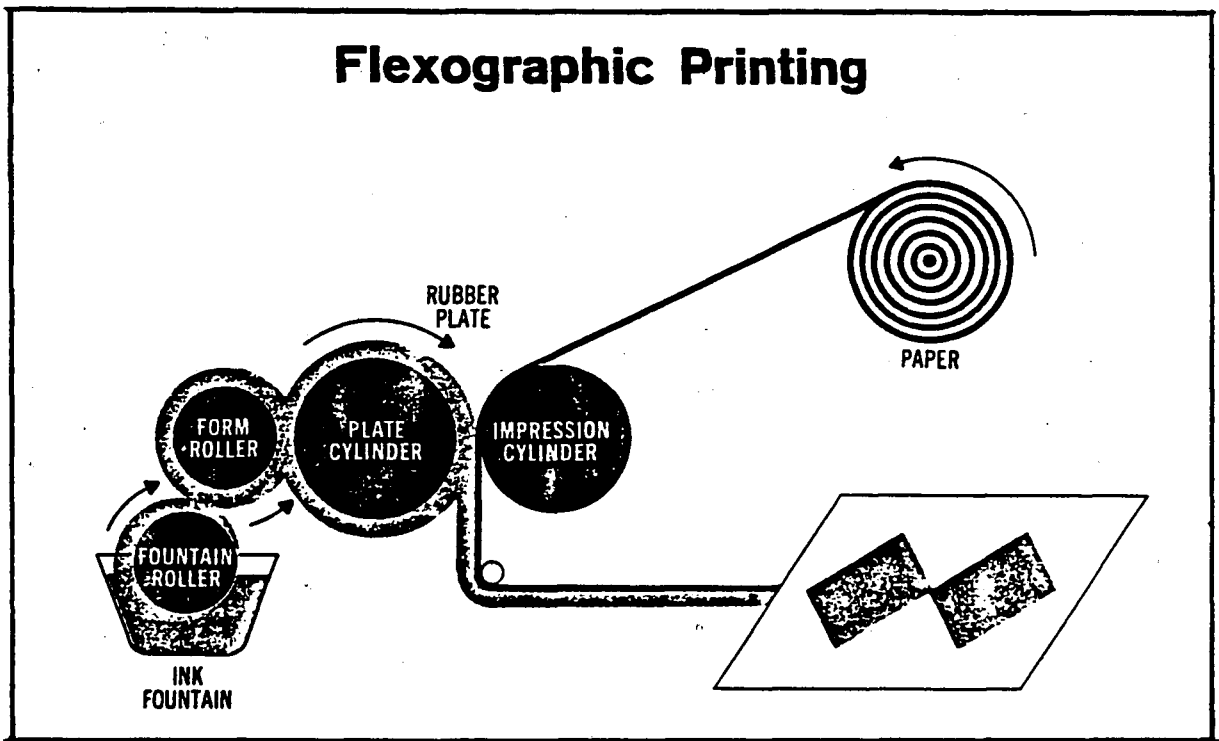 Flexographic Printing
RUBBER
PLATE
PAPER
FORM
ROLLER
PLATE
CYLINDER
IMPRESSION
CYLINDER
FOUNTAIN
ROLLER
INK
FOUNTAIN